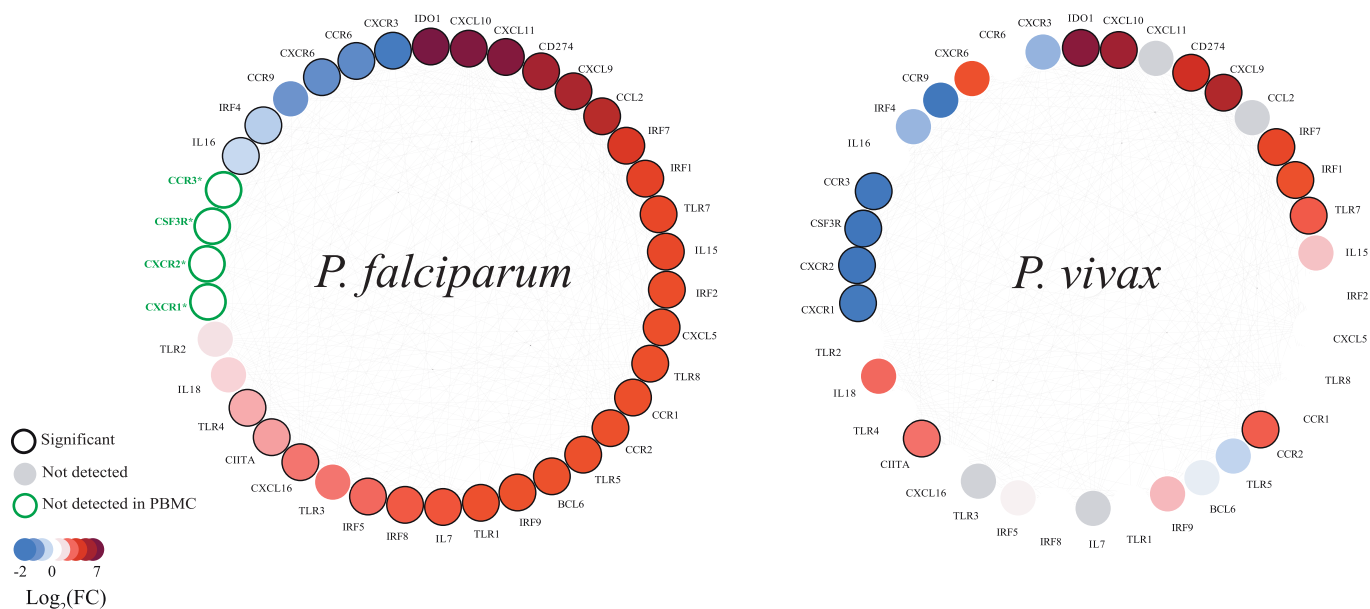 IDO1
CXCL10
CXCL11
CD274
CXCL9
CCL2
IRF7
IRF1
TLR7
IL15
IRF2
CXCL5
TLR8
CCR1
CCR2
TLR5
BCL6
IRF9
TLR1
IL7
IRF8
IRF5
TLR3
CXCL16
CIITA
TLR4
IL18
TLR2
CXCR1*
CXCR2*
CSF3R*
CCR3*
IL16
IRF4
CCR9
CXCR6
CCR6
CXCR3
P. falciparum
IDO1
CXCL10
CXCL11
CD274
CXCL9
CCL2
IRF7
IRF1
TLR7
IL15
IRF2
CXCL5
TLR8
CCR1
CCR2
TLR5
BCL6
IRF9
TLR1
IL7
IRF8
IRF5
TLR3
CXCL16
CIITA
TLR4
IL18
TLR2
CXCR1
CXCR2
CSF3R
CCR3
IL16
IRF4
CCR9
CXCR6
CCR6
CXCR3
P. vivax
Significant
Not detected
Not detected in PBMC
-2 0 7
Log₂(FC)